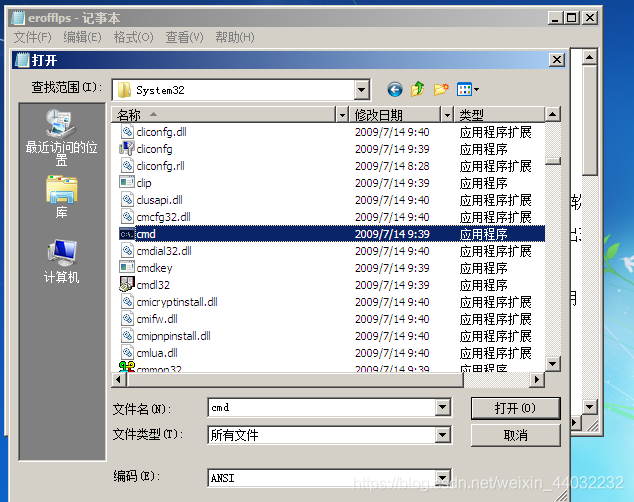 erofflps - 记事本
文件(F) 编辑(E) 格式(O) 查看(V) 帮助(H)
打开
查找范围(I): System32
最近访问的位置
库
计算机
名称 修改日期 类型
cliconfg.dll 2009/7/14 9:40 应用程序扩展
cliconfg 2009/7/14 9:39 应用程序
cliconfg.rll 2009/7/14 8:28 应用程序扩展
clip 2009/7/14 9:39 应用程序
clusapi.dll 2009/7/14 9:40 应用程序扩展
cmcfg32.dll 2009/7/14 9:40 应用程序扩展
cmd 2009/7/14 9:39 应用程序
cmdial32.dll 2009/7/14 9:40 应用程序扩展
cmdkey 2009/7/14 9:39 应用程序
cmdl32 2009/7/14 9:39 应用程序
cmicryptinstall.dll 2009/7/14 9:40 应用程序扩展
cmifw.dll 2009/7/14 9:40 应用程序扩展
cmipnpinstall.dll 2009/7/14 9:40 应用程序扩展
cmlua.dll 2009/7/14 9:40 应用程序扩展
cmmon32 2009/7/14 9:39 应用程序
软
用
文件名(N): cmd 打开(O)
文件类型(T): 所有文件 取消
编码(E): ANSI
https://blog.csdn.net/weixin_44032232